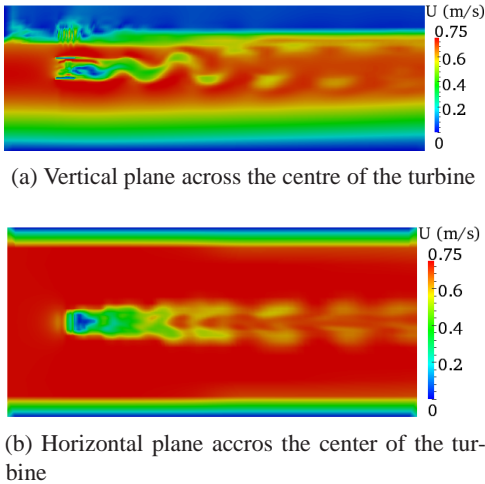 U (m/s)
0.75
0.6
0.4
0.2
0
(a) Vertical plane across the centre of the turbine
U (m/s)
0.75
0.6
0.4
0.2
0
(b) Horizontal plane accros the center of the tur-
bine